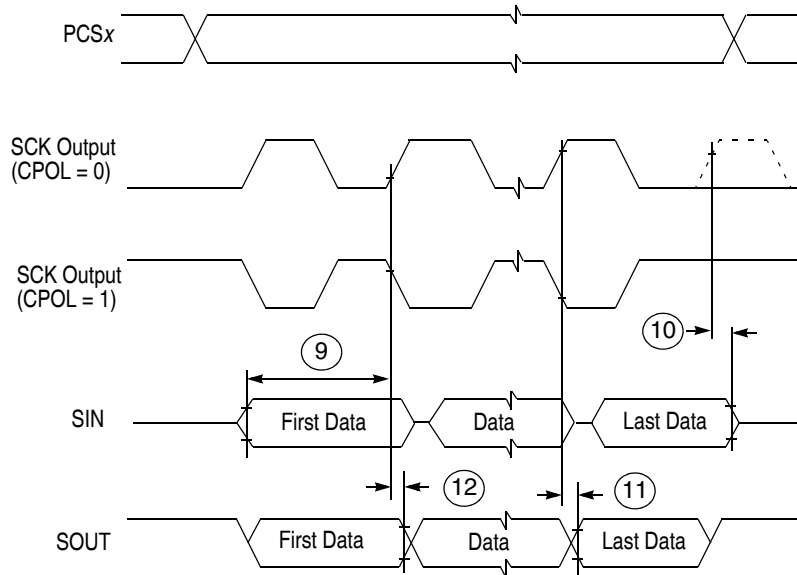 PCSx
SCK Output
(CPOL = 0)
SCK Output
(CPOL = 1)
10
9
SIN
First Data
Data
Last Data
12
11
SOUT
First Data
Data
Last Data